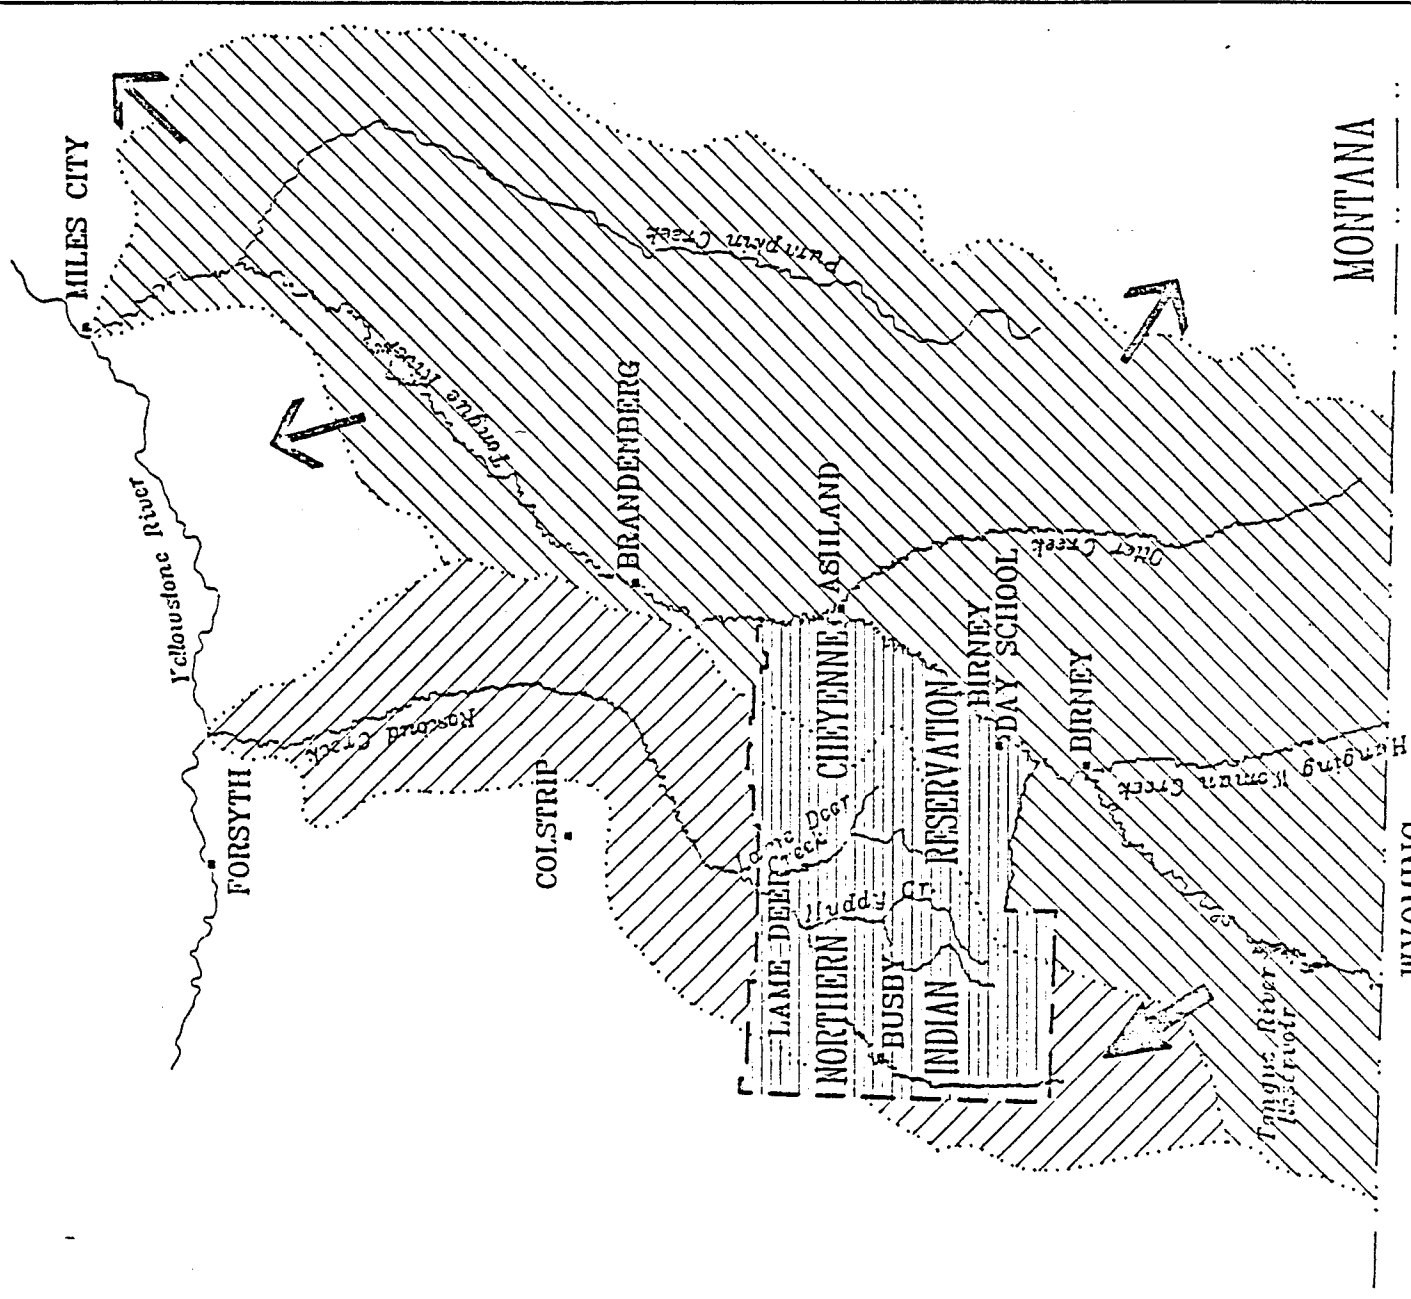 MILES CITY
Yellowstone River
FORSYTH
Pumpkin Creek
Tongue River
Rosebud Creek
COLSTRIP
BRANDENBERG
ASHLAND
Otter Creek
BIRNEY
DAY SCHOOL
BIRNEY
Hanging Woman Creek
Lame Deer
Creek
LAME DEER
Muddy Cr.
BUSBY
NORTHERN CHEYENNE
INDIAN RESERVATION
Tongue River
Reservoir
MONTANA
WYOMING